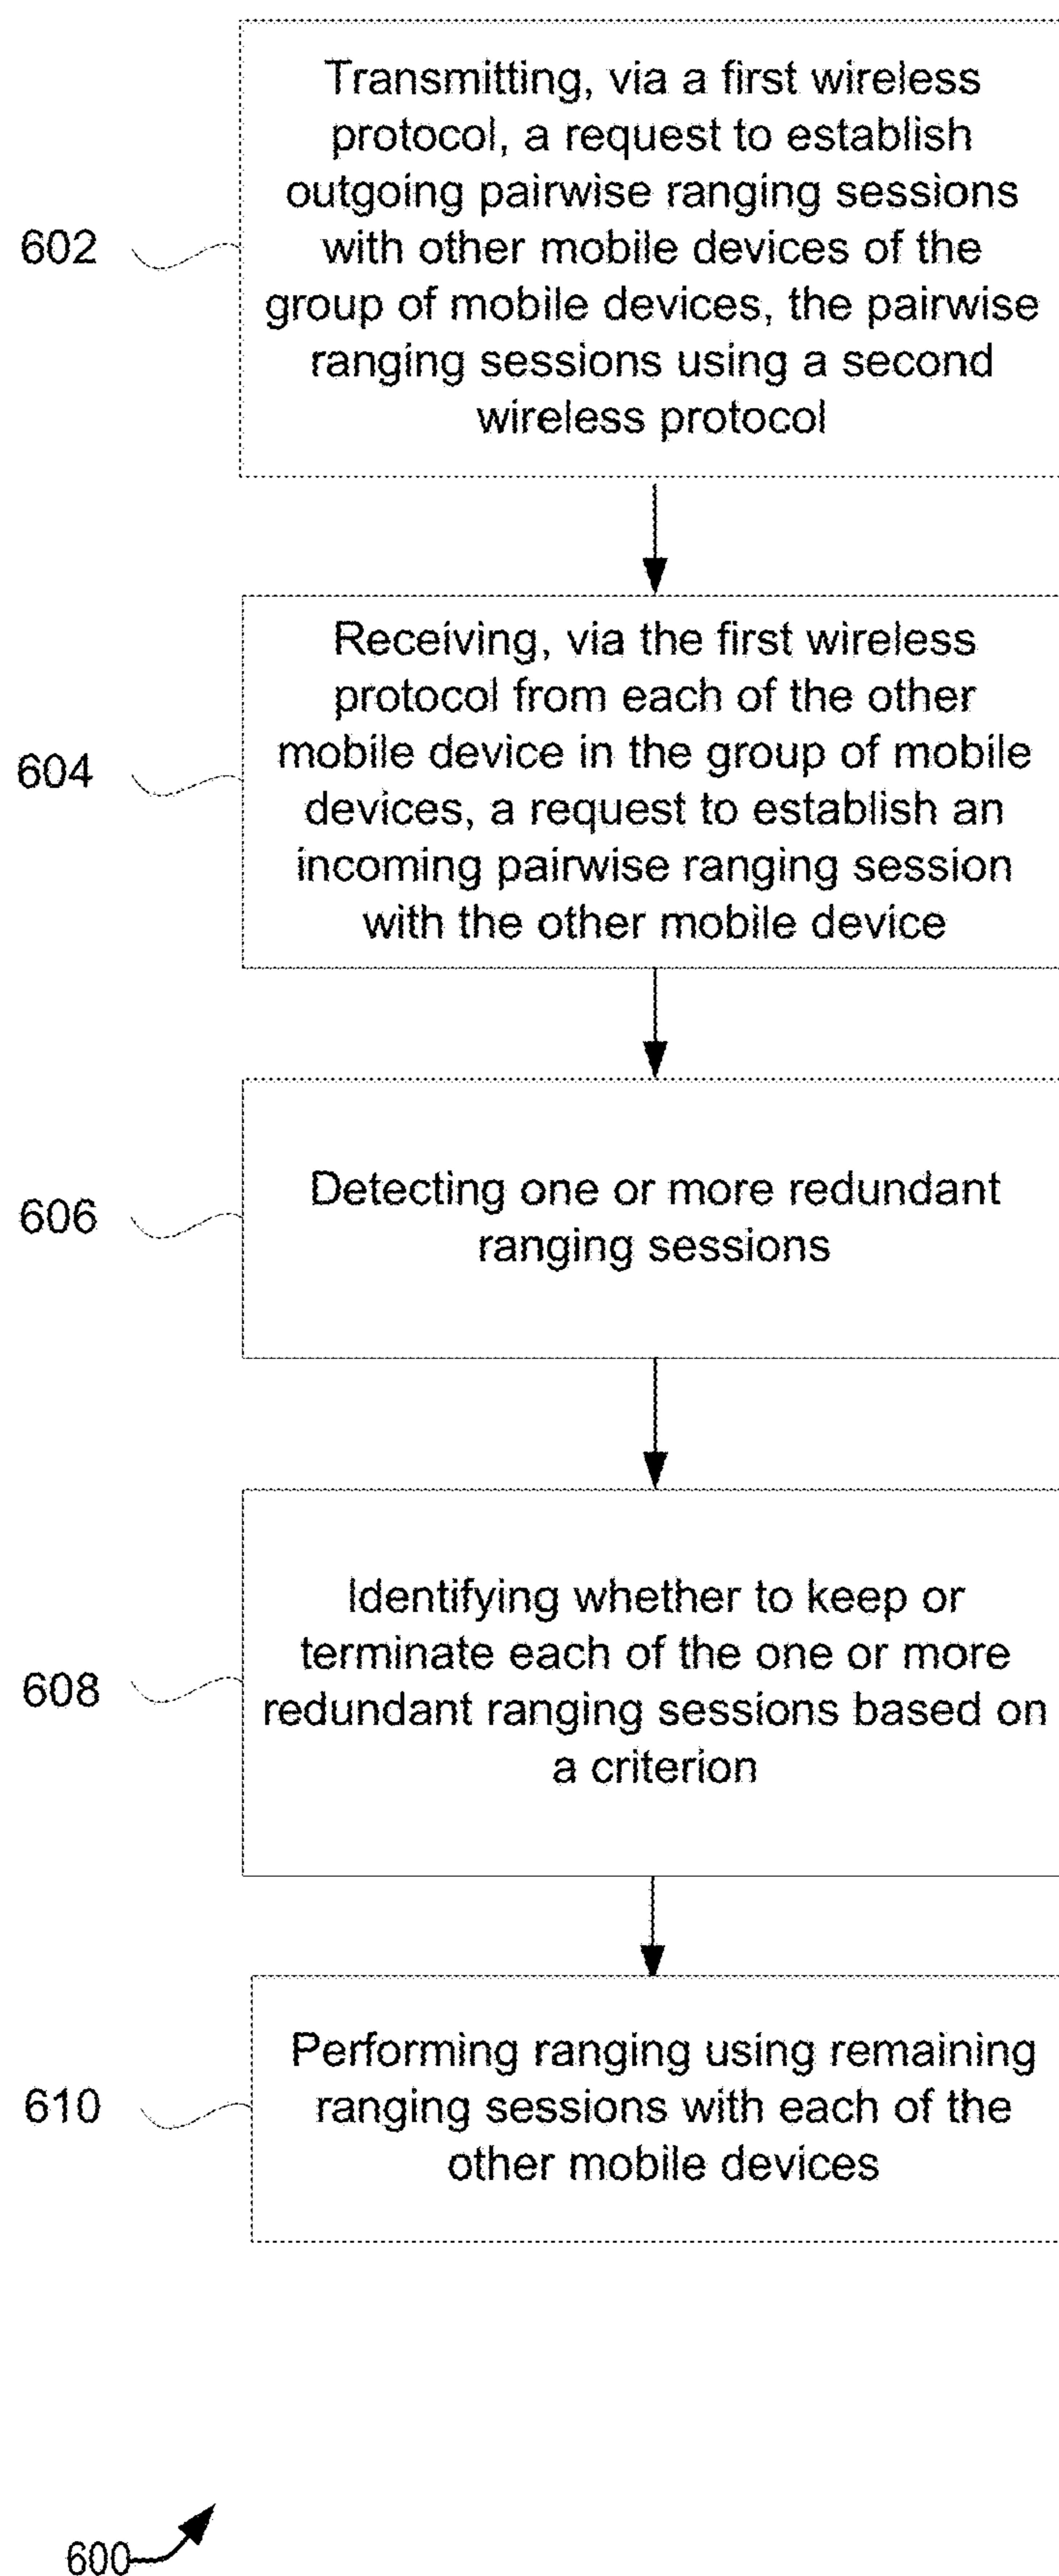 Transmitting, via a first wireless
protocol, a request to establish
outgoing pairwise ranging sessions
with other mobile devices of the
group of mobile devices, the pairwise
ranging sessions using a second
wireless protocol
602
Receiving, via the first wireless
protocol from each of the other
mobile device in the group of mobile
devices, a request to establish an
incoming pairwise ranging session
with the other mobile device
604
Detecting one or more redundant
ranging sessions
606
Identifying whether to keep or
terminate each of the one or more
redundant ranging sessions based on
a criterion
608
Performing ranging using remaining
ranging sessions with each of the
other mobile devices
610
600